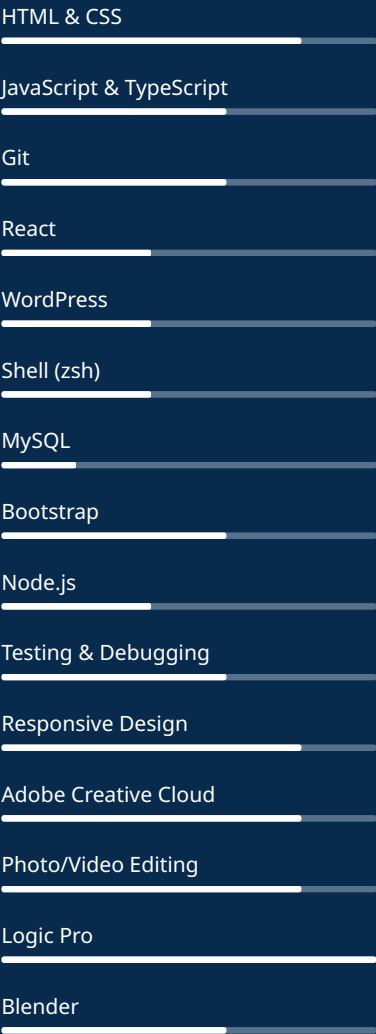 HTML & CSS
JavaScript & TypeScript
Git
React
WordPress
Shell (zsh)
MySQL
Bootstrap
Node.js
Testing & Debugging
Responsive Design
Adobe Creative Cloud
Photo/Video Editing
Logic Pro
Blender